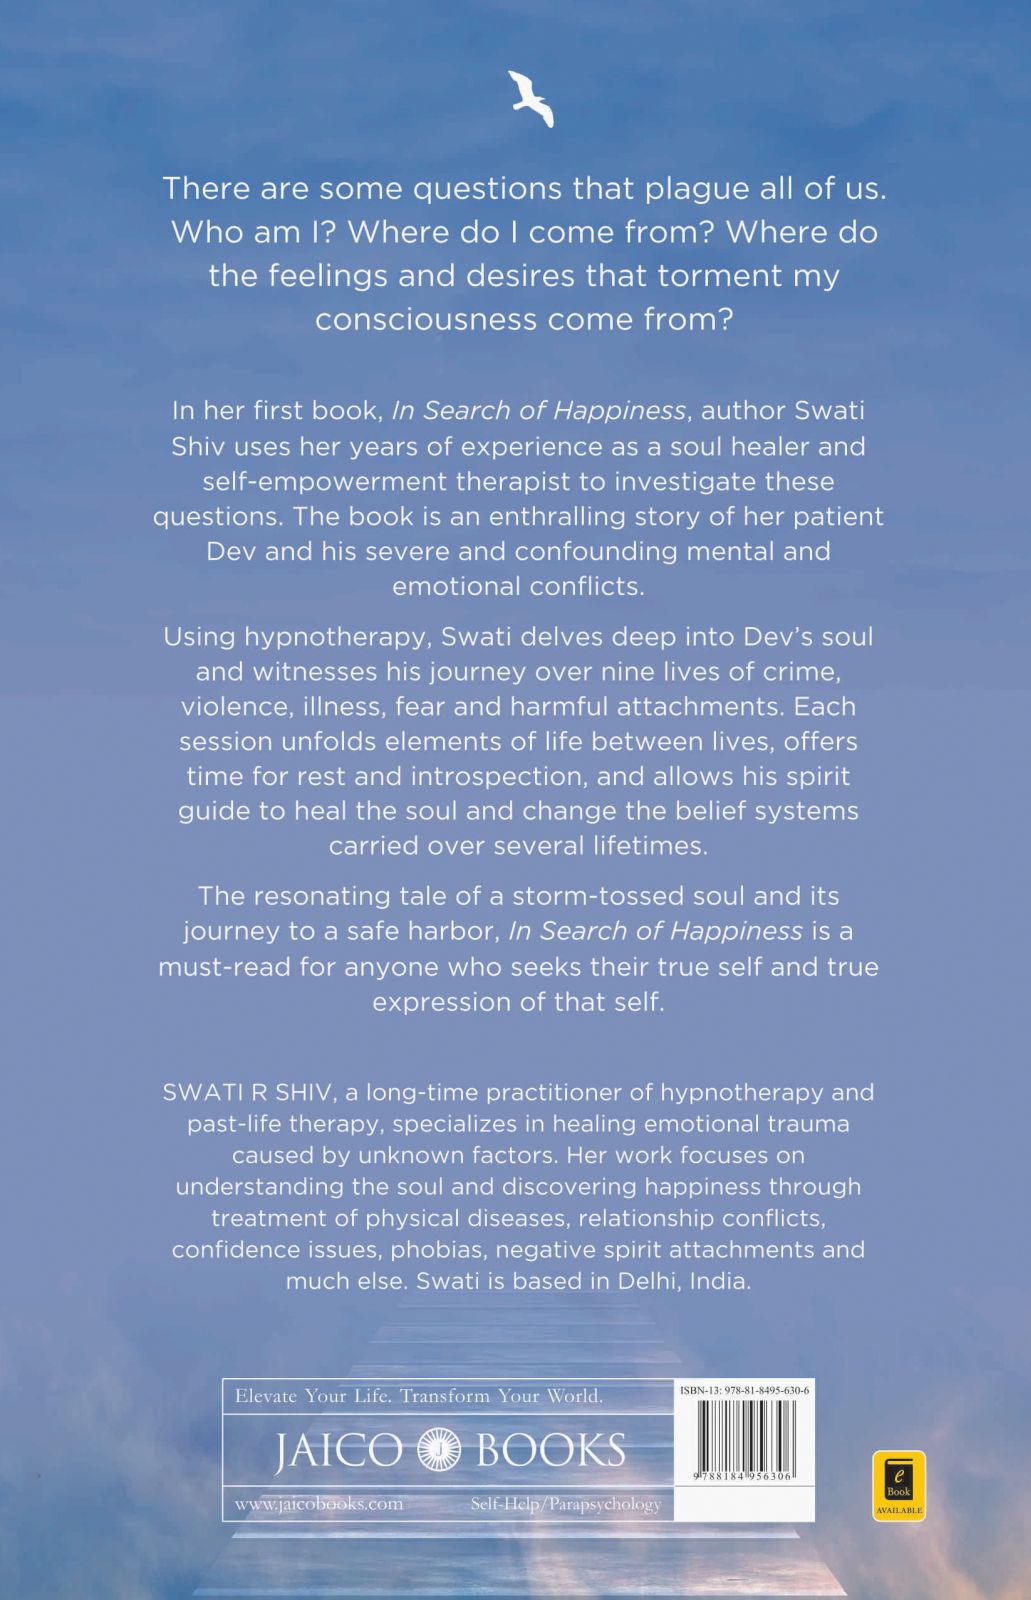 There are some questions that plague all of us.
Who am I? Where do I come from? Where do
the feelings and desires that torment my
consciousness come from?
In her first book, In Search of Happiness, author Swati
Shiv uses her years of experience as a soul healer and
self-empowerment therapist to investigate these
questions. The book is an enthralling story of her patient
Dev and his severe and confounding mental and
emotional conflicts.
Using hypnotherapy, Swati delves deep into Dev’s soul
and witnesses his journey over nine lives of crime,
violence, illness, fear and harmful attachments. Each
session unfolds elements of life between lives, offers
time for rest and introspection, and allows his spirit
guide to heal the soul and change the belief systems
carried over several lifetimes.
The resonating tale of a storm-tossed soul and its
journey to a safe harbor, In Search of Happiness is a
must-read for anyone who seeks their true self and true
expression of that self.
SWATI R SHIV, a long-time practitioner of hypnotherapy and
past-life therapy, specializes in healing emotional trauma
caused by unknown factors. Her work focuses on
understanding the soul and discovering happiness through
treatment of physical diseases, relationship conflicts,
confidence issues, phobias, negative spirit attachments and
much else. Swati is based in Delhi, India.
Elevate Your Life. Transform Your World.
JAICO J BOOKS
www.jaicobooks.com Self-Help/Parapsychology
ISBN-13: 978-81-8495-630-6
9 788184 956306
e
Book
AVAILABLE